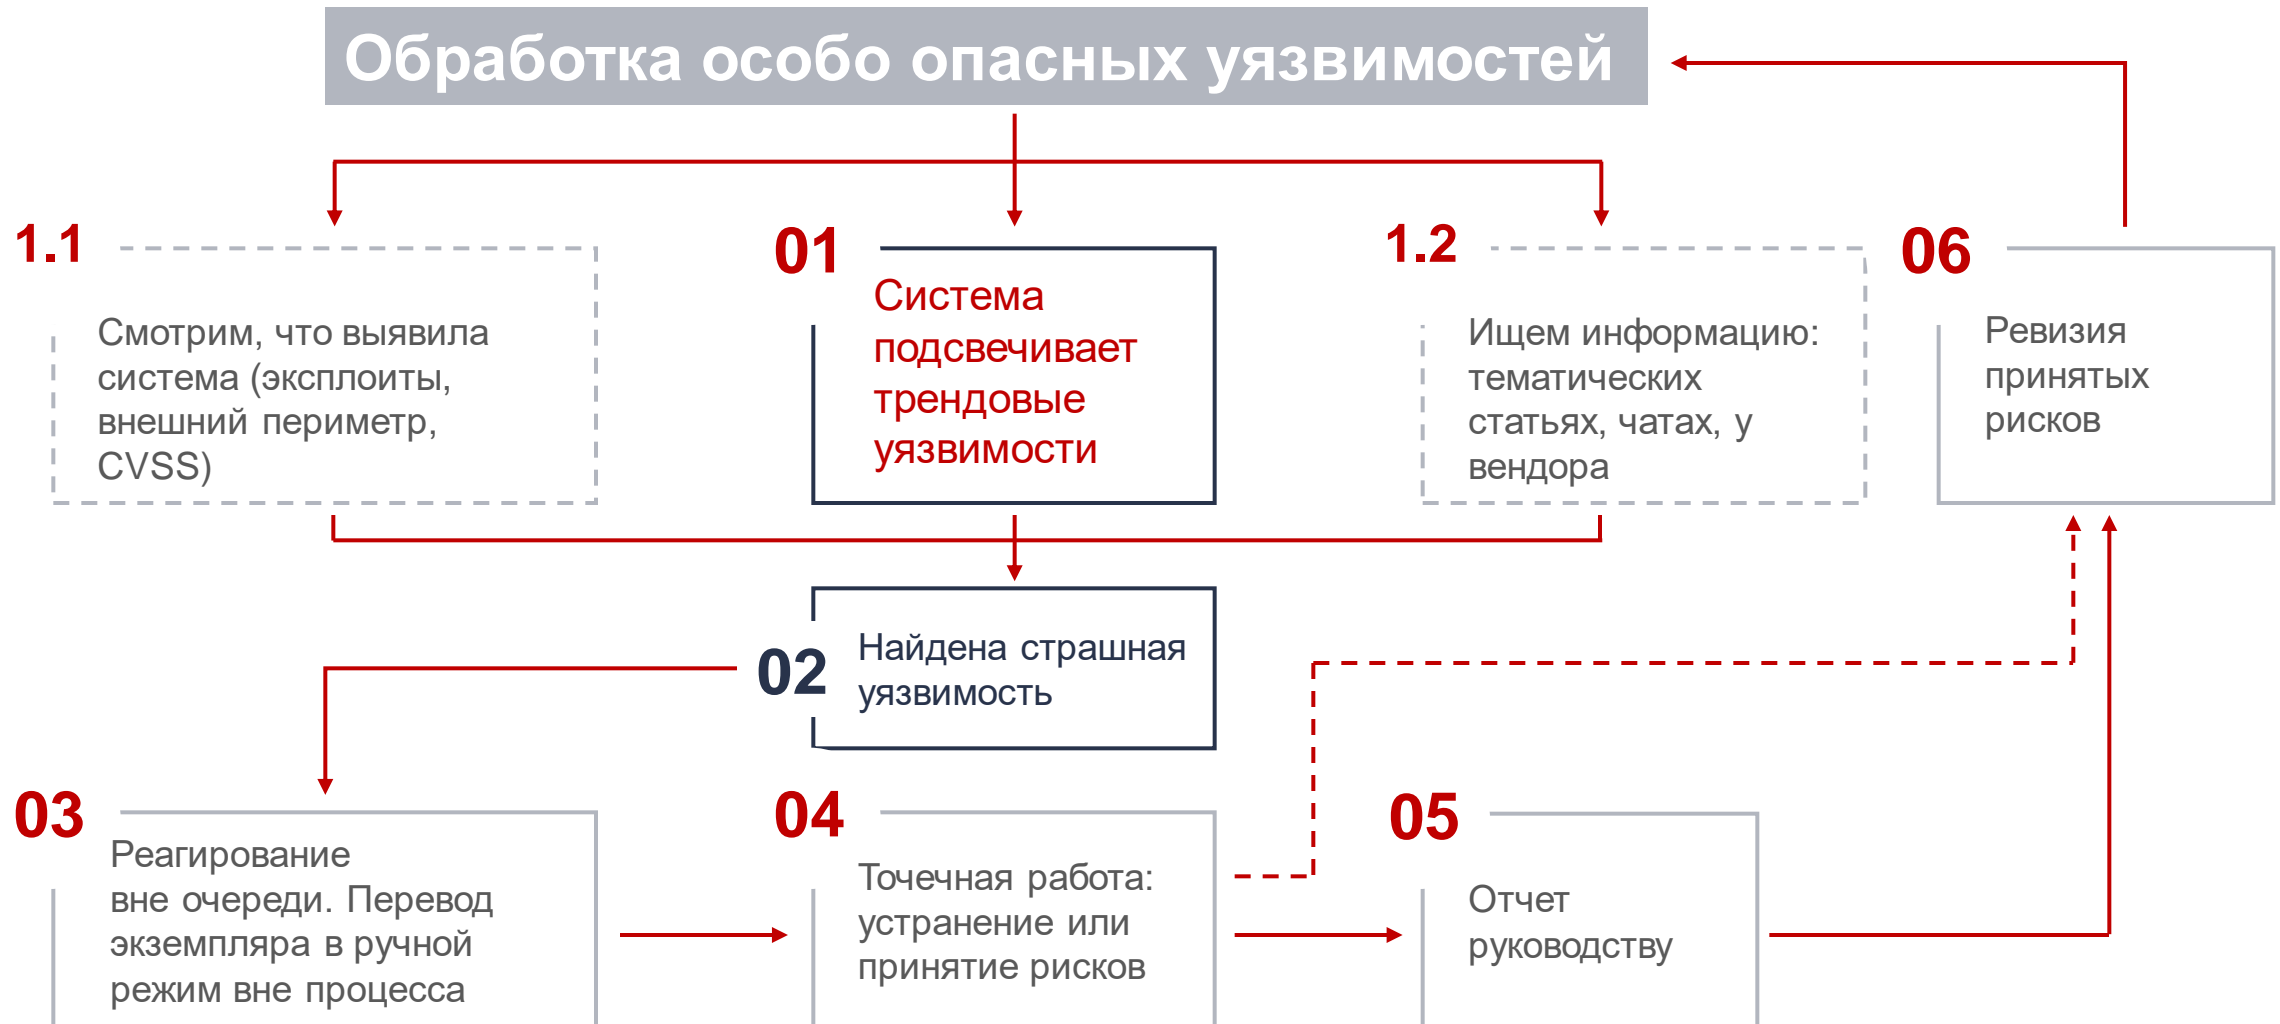 Обработка особо опасных уязвимостей
1.1
Смотрим, что выявила
система (эксплоиты,
внешний периметр,
CVSS)
01
Система
подсвечивает
трендовые
уязвимости
1.2
Ищем информацию:
тематических
статьях, чатах, у
вендора
06
Ревизия
принятых
рисков
02
Найдена страшная
уязвимость
03
Реагирование
вне очереди. Перевод
экземпляра в ручной
режим вне процесса
04
Точечная работа:
устранение или
принятие рисков
05
Отчет
руководству